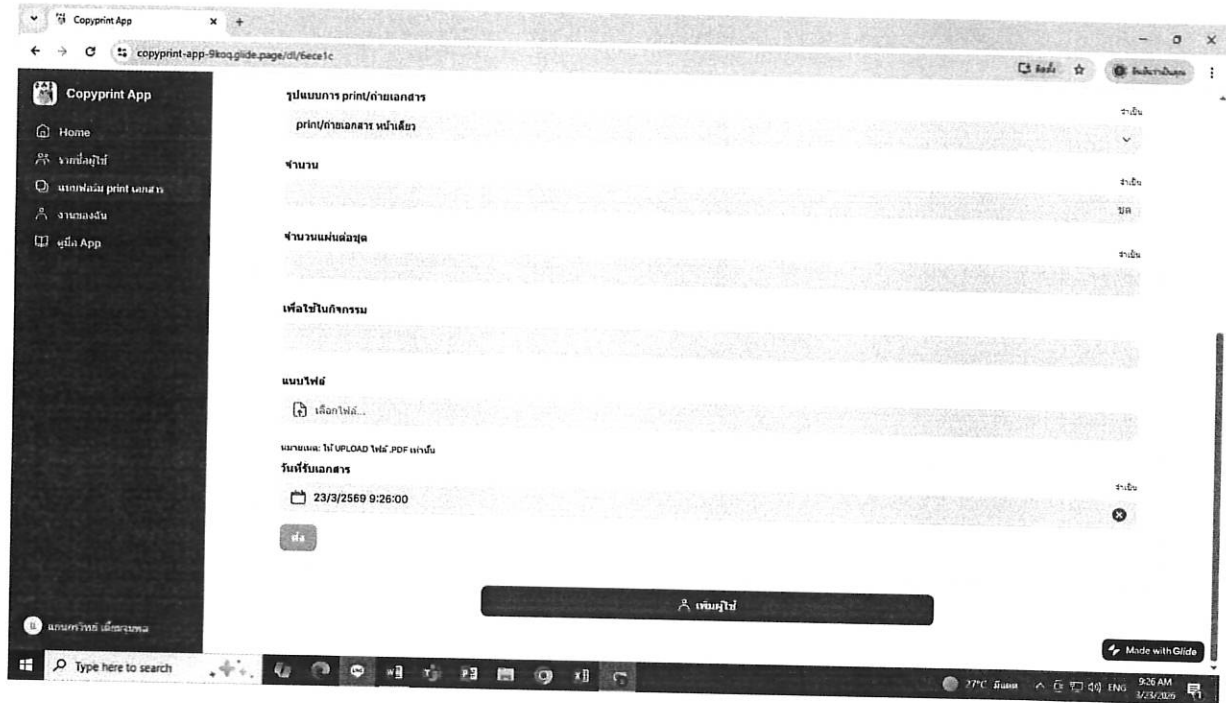 Copyprint App
copyprint-app-9koq.glide.page/dl/6ece1c
ติดตั้ง
Copyprint App
Home
รายชื่อผู้ใช้
แบบฟอร์ม print เอกสาร
งานของฉัน
คู่มือ App
รูปแบบการ print/ถ่ายเอกสาร
จำเป็น
print/ถ่ายเอกสาร หน้าเดียว
จำนวน
จำเป็น
ชุด
จำนวนแผ่นต่อชุด
จำเป็น
เพื่อใช้ในกิจกรรม
แนบไฟล์
เลือกไฟล์...
หมายเหตุ: ให้ UPLOAD ไฟล์ .PDF เท่านั้น
วันที่รับเอกสาร
จำเป็น
23/3/2569 9:26:00
ส่ง
เพิ่มผู้ใช้
Made with Glide
Type here to search
27°C
ENG
9:26 AM
3/23/2026